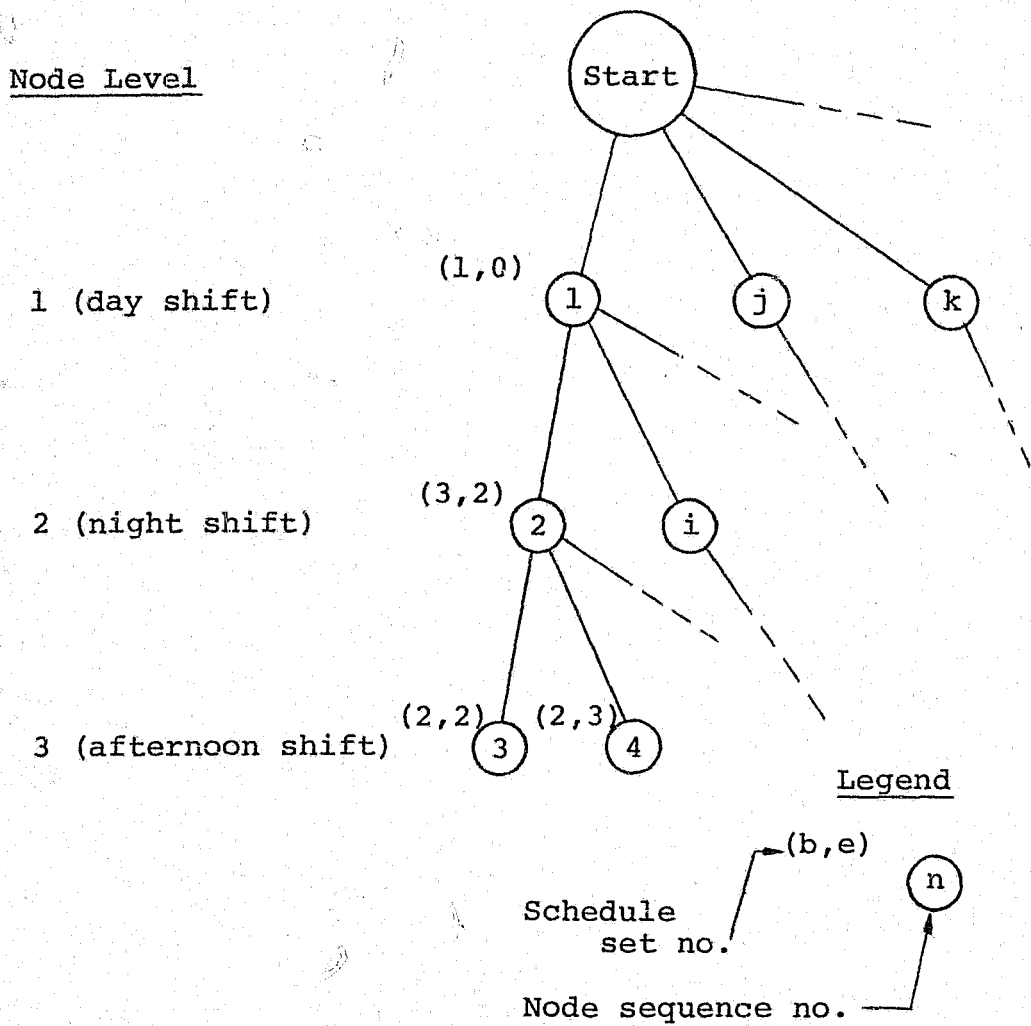 Start
Node Level
(1,0)
1 (day shift) 1 j k
(3,2)
2 (night shift) 2 i
(2,2) (2,3)
3 (afternoon shift) 3 4
Legend
(b,e)
n
Schedule
set no.
Node sequence no.